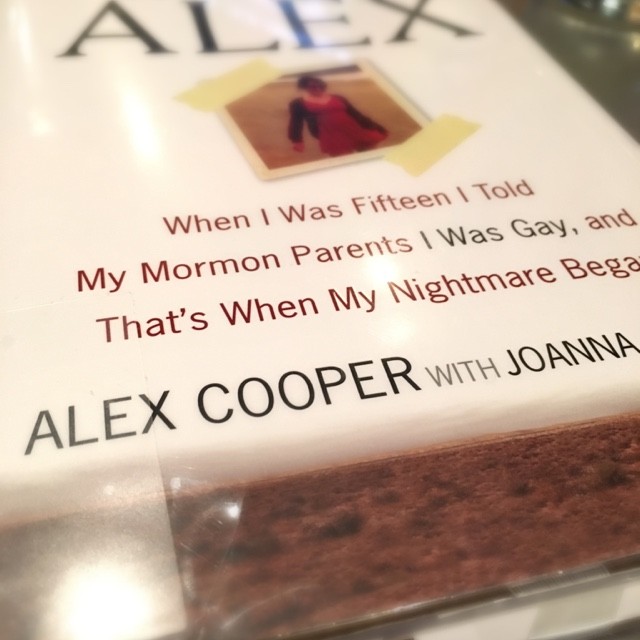 ALEX
When I Was Fifteen I Told
My Mormon Parents I Was Gay, and
That's When My Nightmare Bega
ALEX COOPER WITH JOANNA